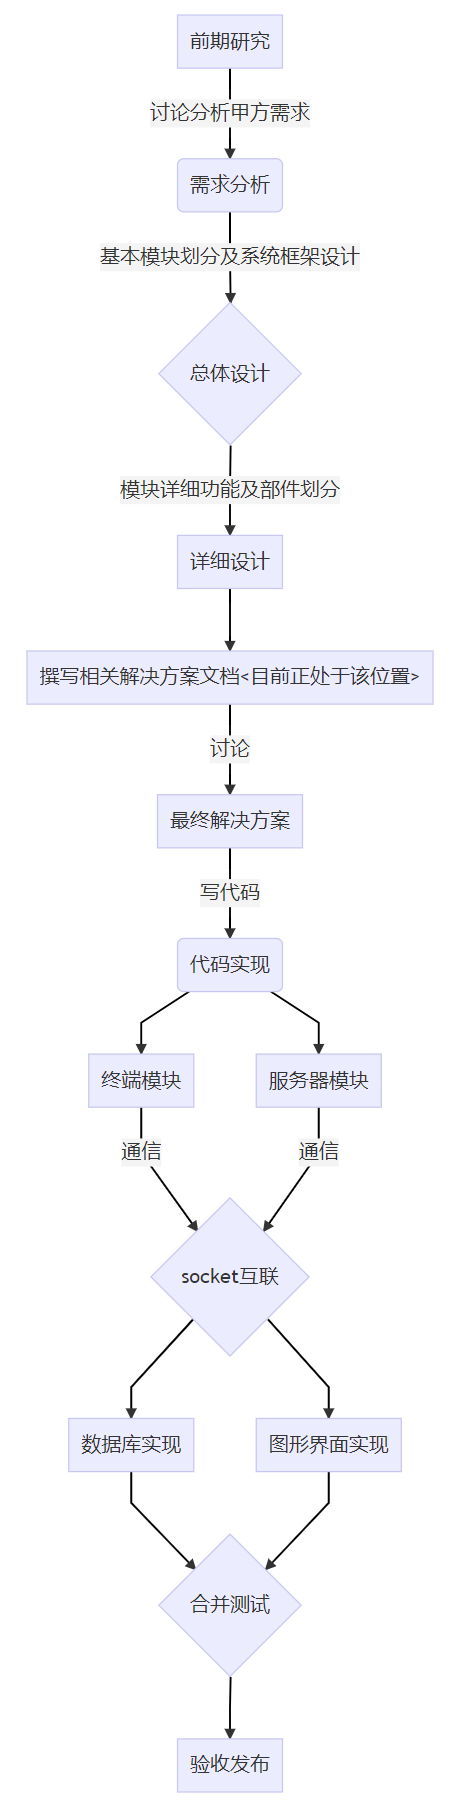 前期研究
讨论分析甲方需求
需求分析
基本模块划分及系统框架设计
总体设计
模块详细功能及部件划分
详细设计
撰写相关解决方案文档<目前正处于该位置>
讨论
最终解决方案
写代码
代码实现
终端模块
服务器模块
通信
通信
socket互联
数据库实现
图形界面实现
合并测试
验收发布